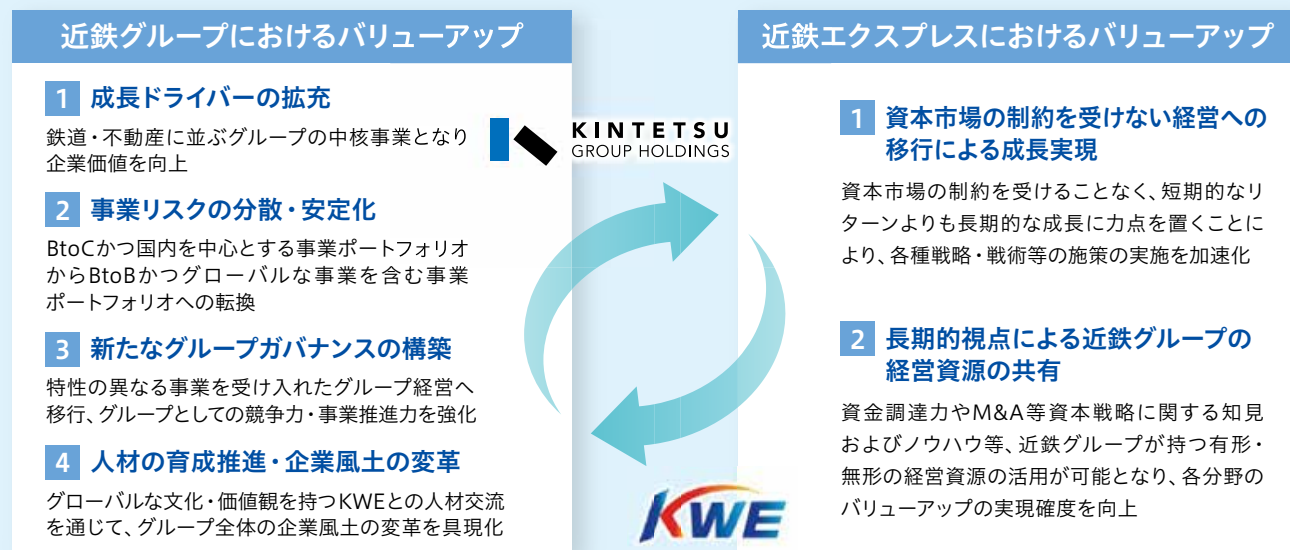 近鉄グループにおけるバリューアップ
1 成長ドライバーの拡充
鉄道・不動産に並ぶグループの中核事業となり
企業価値を向上
2 事業リスクの分散・安定化
BtoCかつ国内を中心とする事業ポートフォリオ
からBtoBかつグローバルな事業を含む事業
ポートフォリオへの転換
3 新たなグループガバナンスの構築
特性の異なる事業を受け入れたグループ経営へ
移行、グループとしての競争力・事業推進力を強化
4 人材の育成推進・企業風土の変革
グローバルな文化・価値観を持つKWEとの人材交流
を通じて、グループ全体の企業風土の変革を具現化
KINTETSU
GROUP HOLDINGS
KWE
近鉄エクスプレスにおけるバリューアップ
1 資本市場の制約を受けない経営への
移行による成長実現
資本市場の制約を受けることなく、短期的なリ
ターンよりも長期的な成長に力点を置くことに
より、各種戦略・戦術等の施策の実施を加速化
2 長期的視点による近鉄グループの
経営資源の共有
資金調達力やM&A等資本戦略に関する知見
およびノウハウ等、近鉄グループが持つ有形・
無形の経営資源の活用が可能となり、各分野の
バリューアップの実現確度を向上